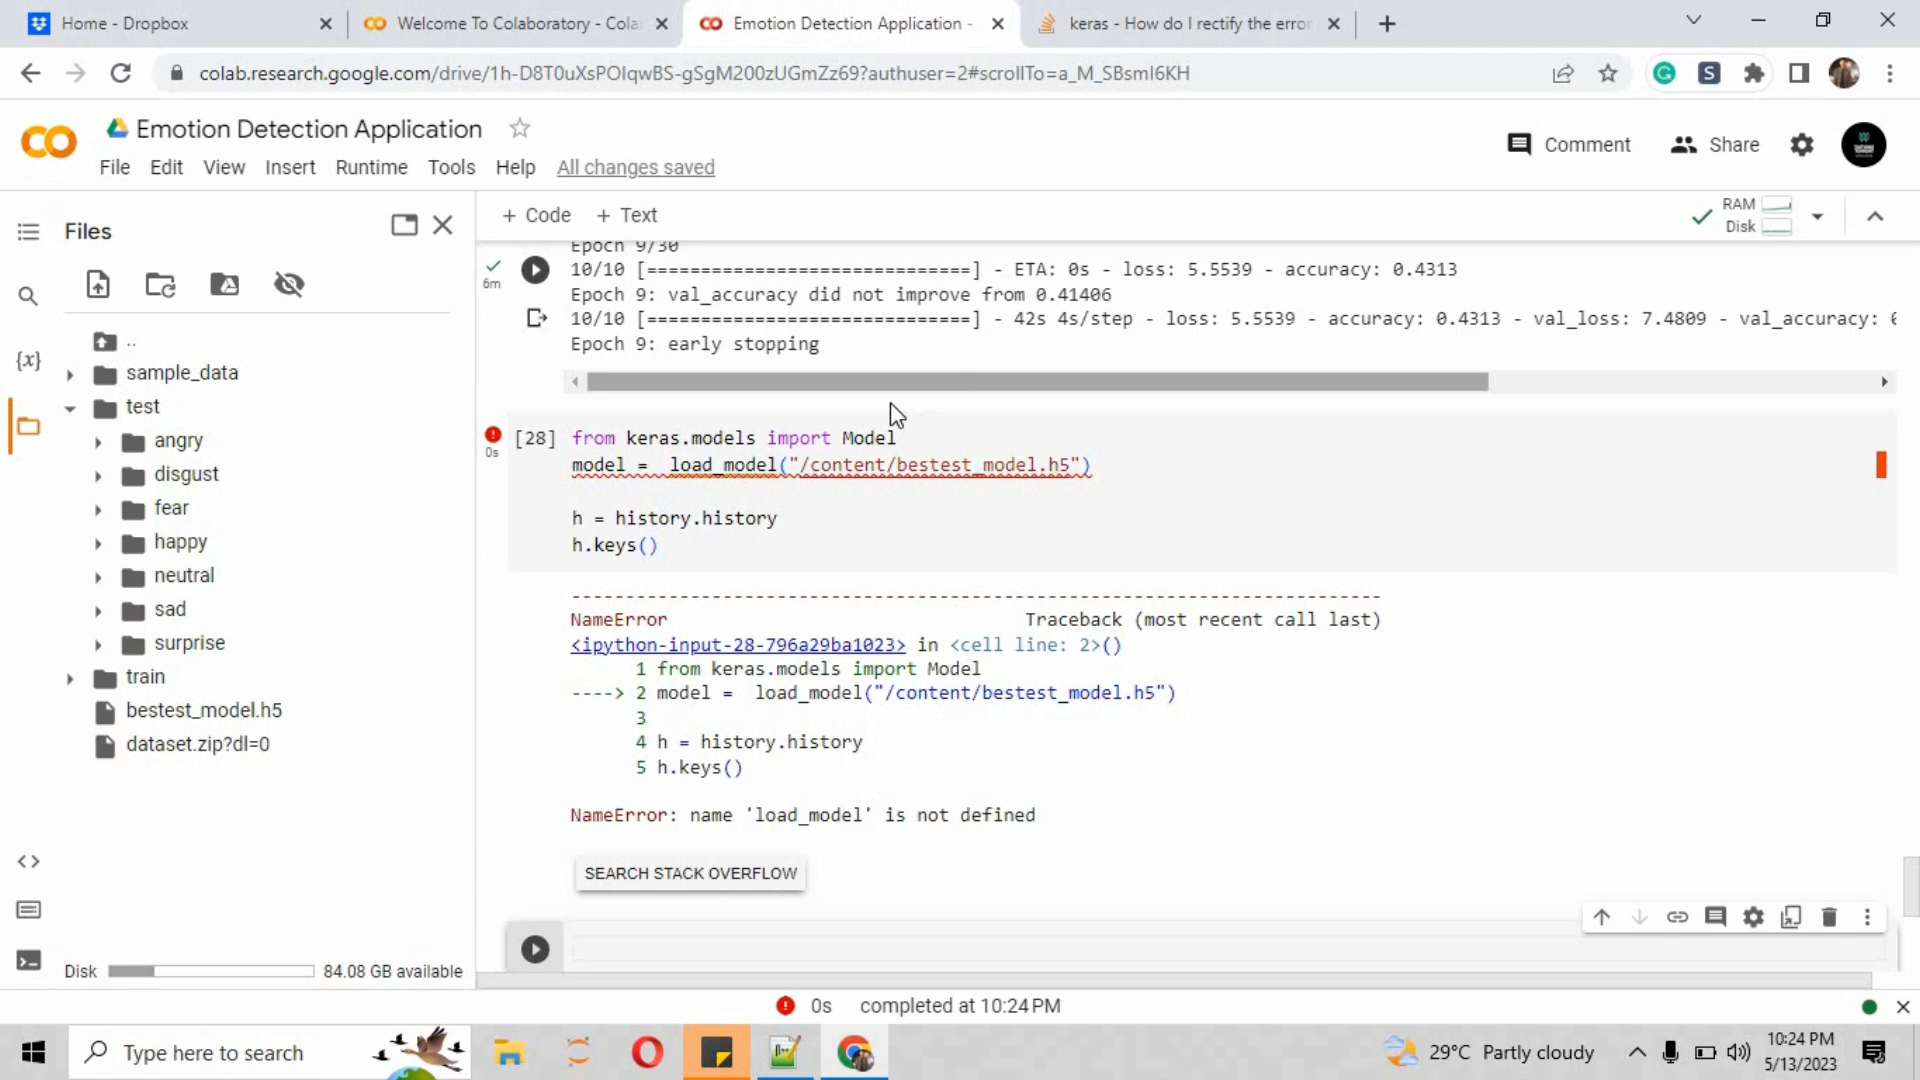 Home - Dropbox
Welcome To Colaboratory - Cola
Emotion Detection Application -
keras - How do I rectify the error
colab.research.google.com/drive/1h-D8T0uXsPOIqwBS-gSgM200zUGmZz69?authuser=2#scrollTo=a_M_SBsmI6KH
Emotion Detection Application
File Edit View Insert Runtime Tools Help All changes saved
Comment
Share
Files
+ Code + Text
RAM
Disk
..
sample_data
test
angry
disgust
fear
happy
neutral
sad
surprise
train
bestest_model.h5
dataset.zip?dl=0
Disk 84.08 GB available
Epoch 9/30
6m
10/10 [==============================] - ETA: 0s - loss: 5.5539 - accuracy: 0.4313
Epoch 9: val_accuracy did not improve from 0.41406
10/10 [==============================] - 42s 4s/step - loss: 5.5539 - accuracy: 0.4313 - val_loss: 7.4809 - val_accuracy:
Epoch 9: early stopping
0s
[28] from keras.models import Model
model =  load_model("/content/bestest_model.h5")
h = history.history
h.keys()
---------------------------------------------------------------------------
NameError Traceback (most recent call last)
<ipython-input-28-796a29ba1023> in <cell line: 2>()
1 from keras.models import Model
----> 2 model =  load_model("/content/bestest_model.h5")
3
4 h = history.history
5 h.keys()
NameError: name 'load_model' is not defined
SEARCH STACK OVERFLOW
0s completed at 10:24 PM
Type here to search
29°C Partly cloudy
10:24 PM
5/13/2023